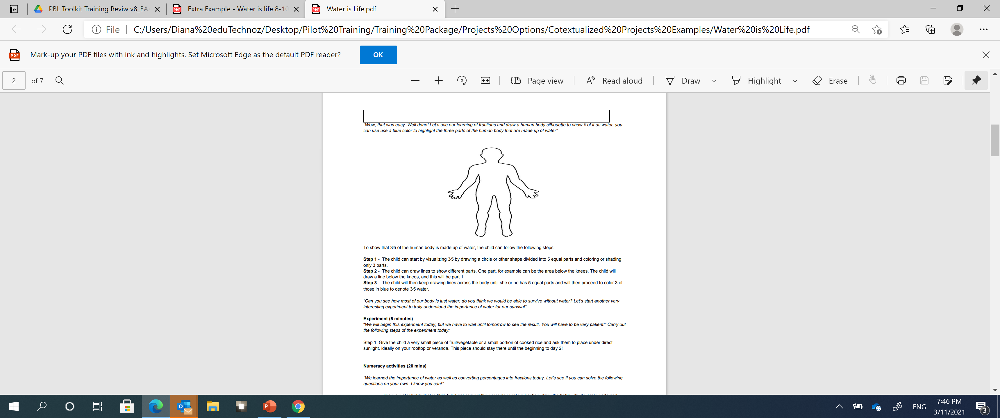 PBL Toolkit Training Reviw v8_EA
Extra Example - Water is life 8-10
Water is Life.pdf
File
C:/Users/Diana%20eduTechnoz/Desktop/Pilot%20Training/Training%20Package/Projects%20Options/Cotextualized%20Projects%20Examples/Water%20is%20Life.pdf
Mark-up your PDF files with ink and highlights. Set Microsoft Edge as the default PDF reader?
OK
2 of 7
Page view
Read aloud
Draw
Highlight
Erase
“Wow, that was easy. Well done! Let’s use our learning of fractions and draw a human body silhouette to show ⅗ of it as water, you
can use use a blue color to highlight the three parts of the human body that are made up of water”
To show that 3⁄5 of the human body is made up of water, the child can follow the following steps:
Step 1 - The child can start by visualizing 3⁄5 by drawing a circle or other shape divided into 5 equal parts and coloring or shading
only 3 parts.
Step 2 - The child can draw lines to show different parts. One part, for example can be the area below the knees. The child will
draw a line below the knees, and this will be part 1.
Step 3 - The child will then keep drawing lines across the body until she or he has 5 equal parts and will then proceed to color 3 of
those in blue to denote 3⁄5 water.
“Can you see how most of our body is just water, do you think we would be able to survive without water? Let’s start another very
interesting experiment to truly understand the importance of water for our survival”
Experiment (5 minutes)
“We will begin this experiment today, but we have to wait until tomorrow to see the result. You will have to be very patient!” Carry out
the following steps of the experiment today:
Step 1: Give the child a very small piece of fruit/vegetable or a small portion of cooked rice and ask them to place under direct
sunlight, ideally on your rooftop or veranda. This piece should stay there until the beginning to day 2!
Numeracy activities (20 mins)
“We learned the importance of water as well as converting percentages into fractions today. Let’s see if you can solve the following
questions on your own. I know you can!”
ENG
7:46 PM
3/11/2021
3